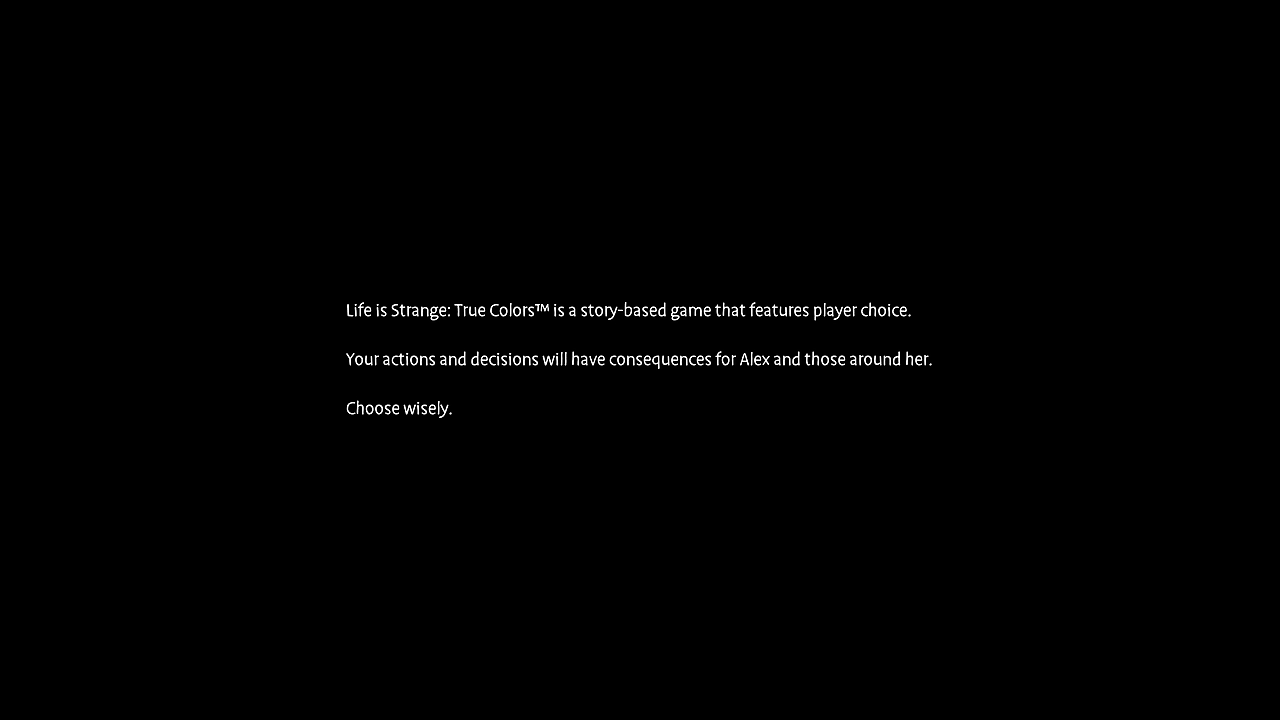 Life is Strange: True Colors™ is a story-based game that features player choice.
Your actions and decisions will have consequences for Alex and those around her.
Choose wisely.